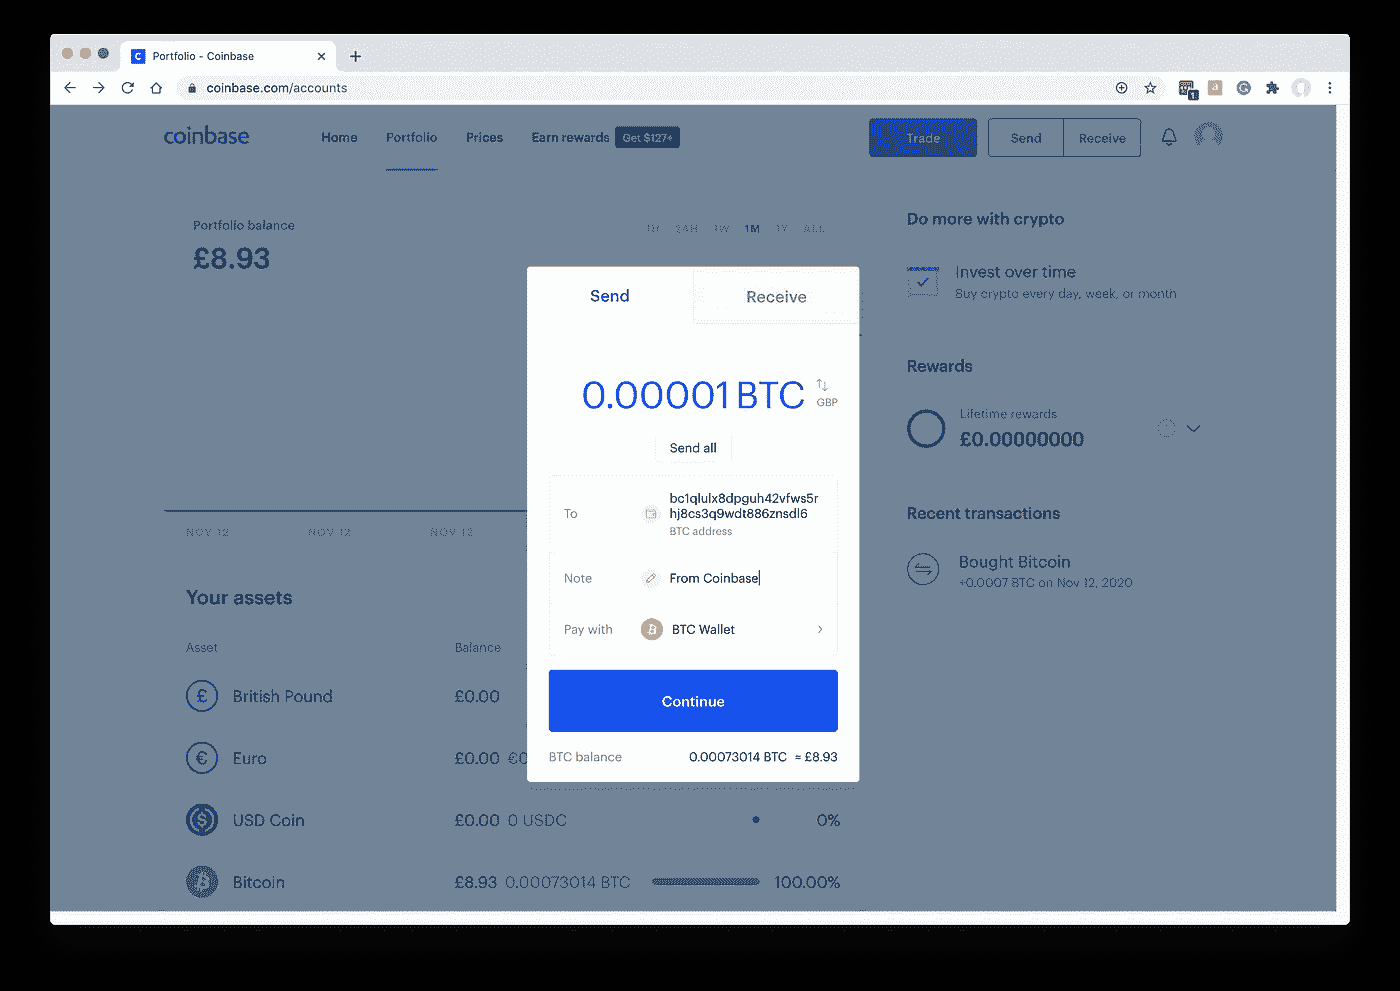 Portfolio - Coinbase
coinbase.com/accounts
coinbase
Home
Portfolio
Prices
Earn rewards
Get $127+
Trade
Send
Receive
Portfolio balance
£8.93
24H
1W
1M
1Y
ALL
Do more with crypto
Invest over time
Buy crypto every day, week, or month
Rewards
Lifetime rewards
£0.00000000
Recent transactions
Bought Bitcoin
+0.0007 BTC on Nov 12, 2020
Send
Receive
0.00001 BTC
GBP
Send all
To
bc1qlulx8dpguh42vfws5r
hj8cs3q9wdt886znsdl6
BTC address
Note
From Coinbase
Pay with
BTC Wallet
Continue
BTC balance
0.00073014 BTC ≈ £8.93
NOV 12
NOV 12
NOV 12
Your assets
Asset
Balance
British Pound
£0.00
Euro
£0.00 €0
USD Coin
£0.00 0 USDC
0%
Bitcoin
£8.93 0.00073014 BTC
100.00%